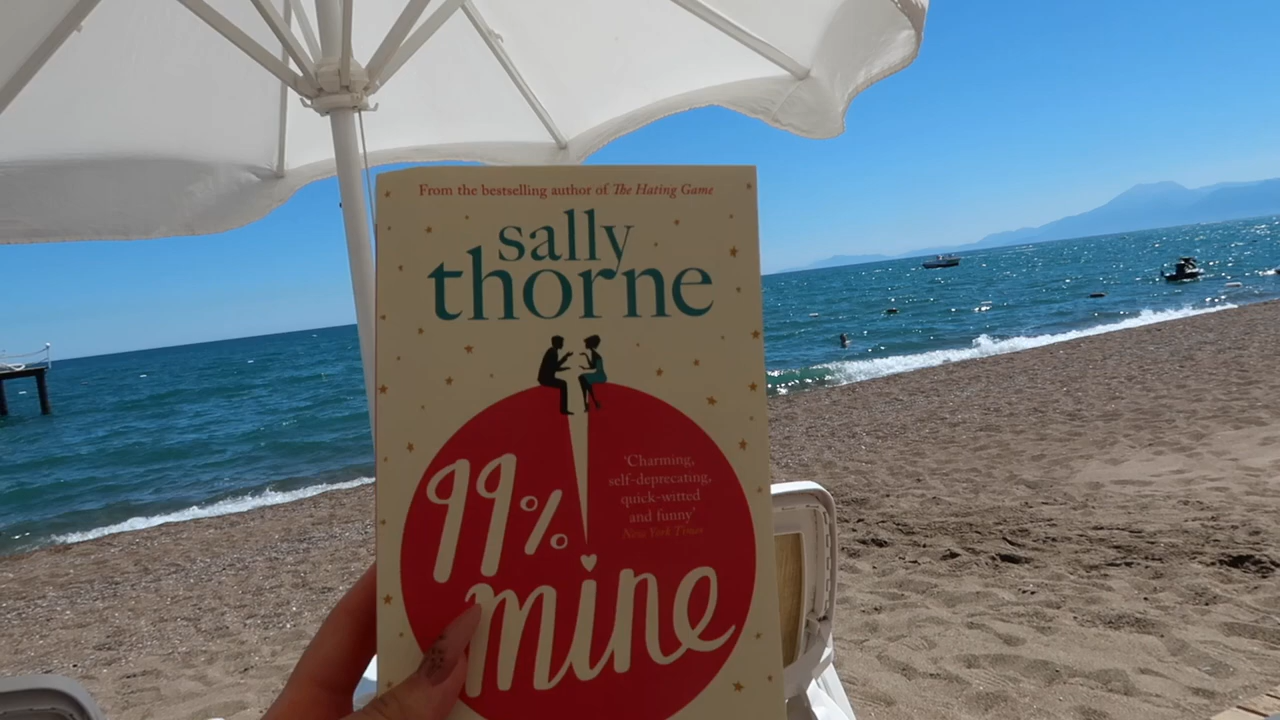 From the bestselling author of The Hating Game
sally
thorne
99%
mine
'Charming,
self-deprecating,
quick-witted
and funny'
New York Times